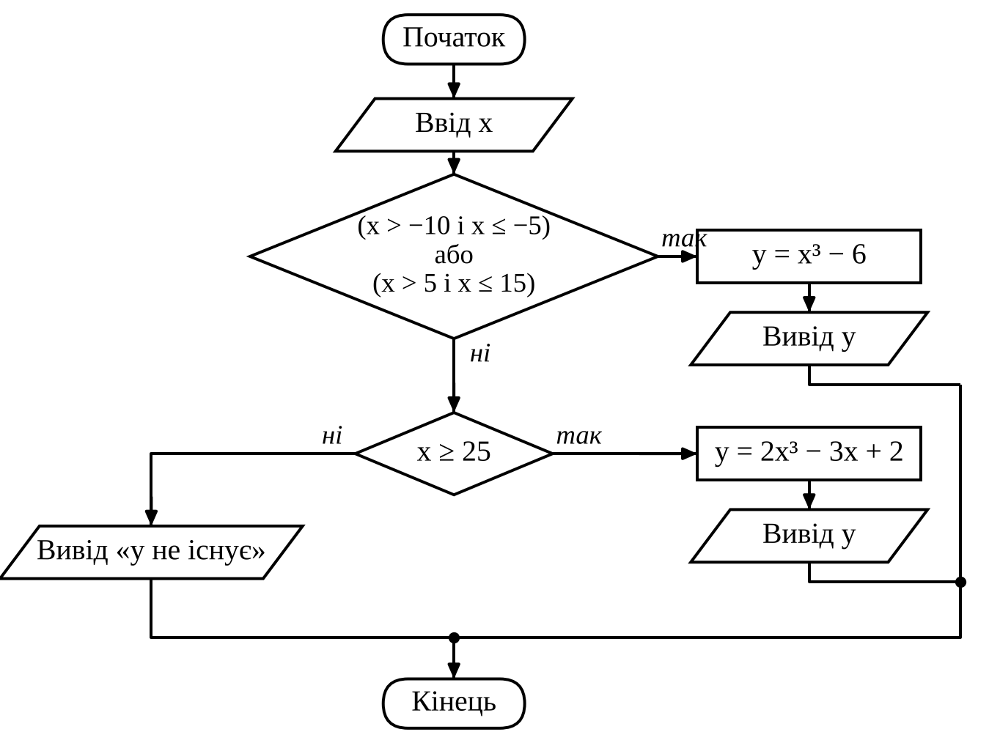 Початок
Ввід x
(x > −10 і x ≤ −5)
або
(x > 5 і x ≤ 15)
так
y = x³ − 6
Вивід y
ні
ні
x ≥ 25
так
y = 2x³ − 3x + 2
Вивід y
Вивід «y не існує»
Кінець